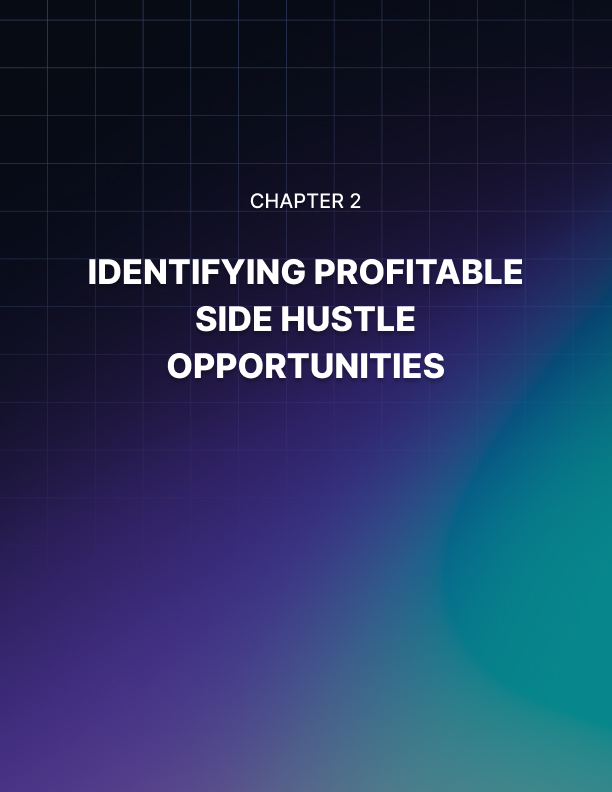 CHAPTER 2
IDENTIFYING PROFITABLE
SIDE HUSTLE
OPPORTUNITIES